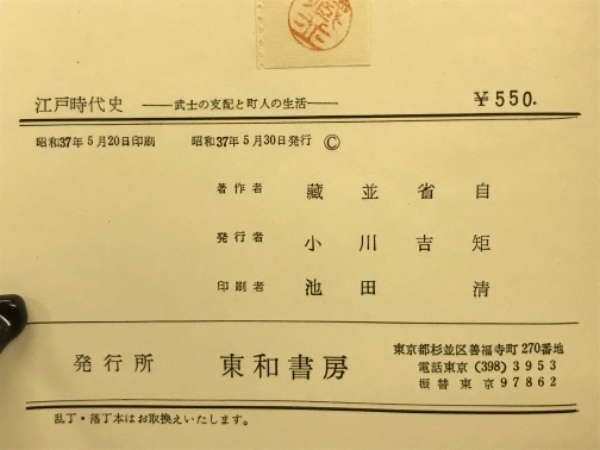 江戸時代史 ――武士の支配と町人の生活―― ¥550.
昭和37年5月20日印刷 昭和37年5月30日発行 ©
著作者 藏並省自
発行者 小川吉矩
印刷者 池田清
発行所 東和書房
東京都杉並区善福寺町270番地
電話東京(398)3953
振替東京97862
乱丁・落丁本はお取換えいたします。